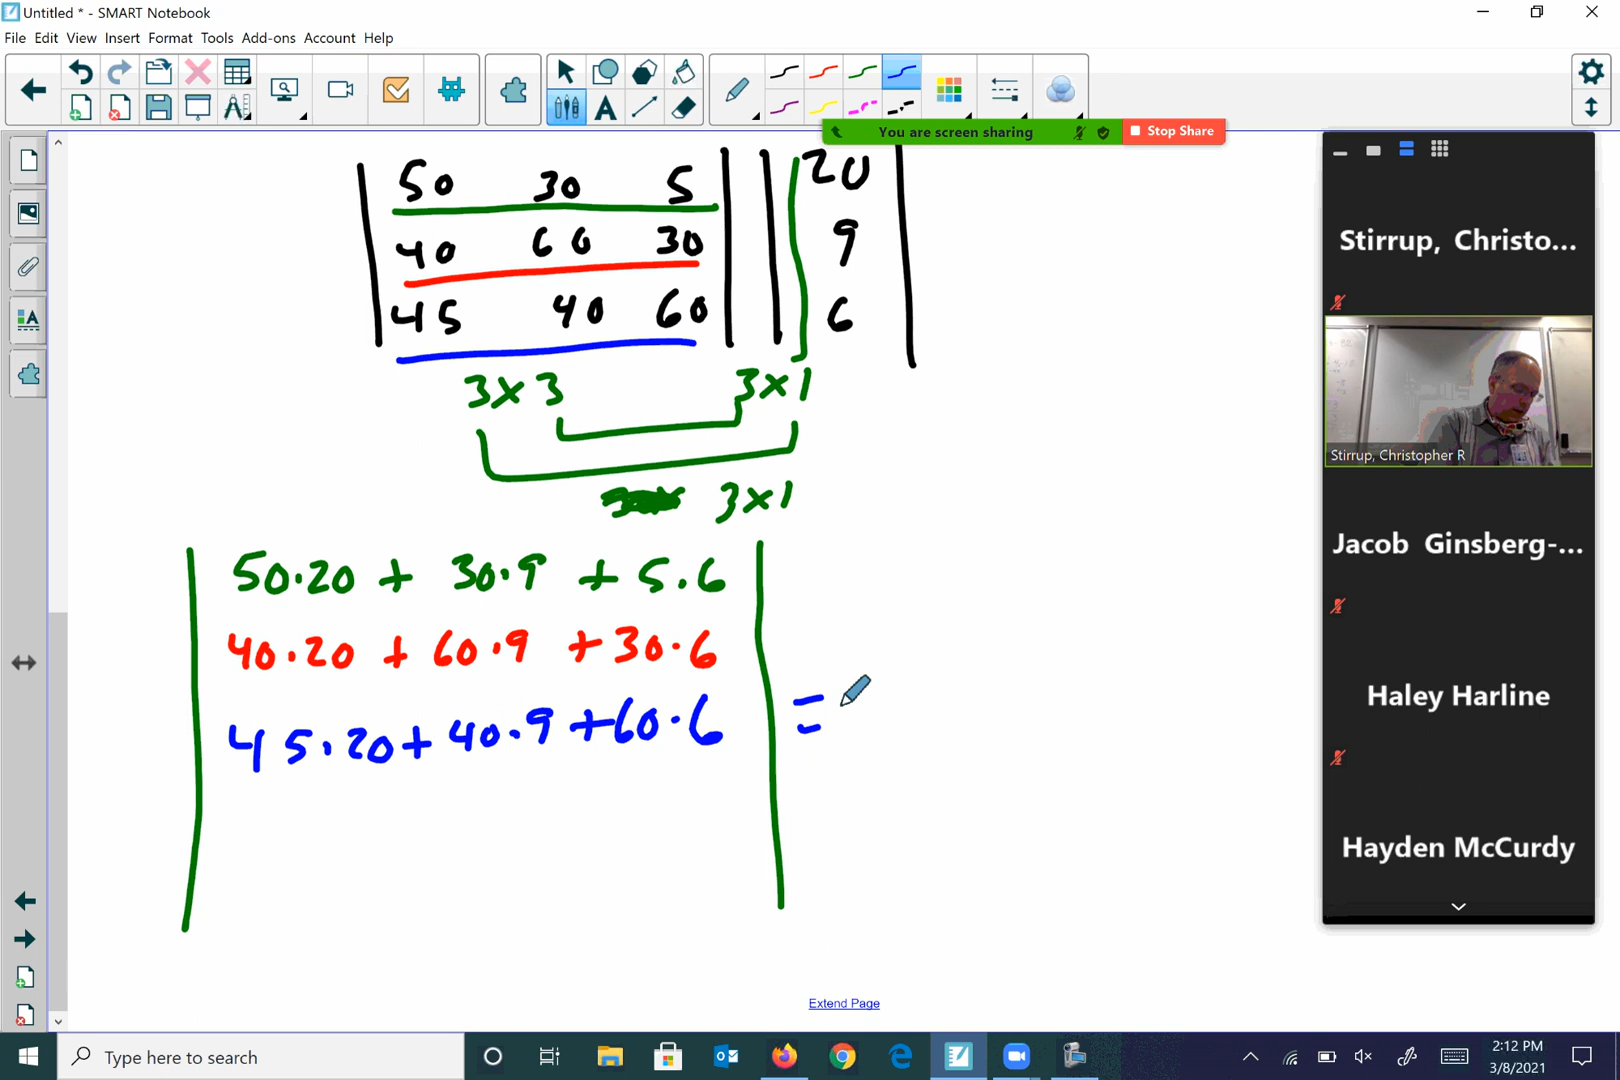 Untitled * - SMART Notebook
File Edit View Insert Format Tools Add-ons Account Help
You are screen sharing Stop Share
50 30 5 20
40 60 30 9
45 40 60 6
3x3 3x1
3x1
50·20 + 30·9 + 5·6
40·20 + 60·9 + 30·6
45·20 + 40·9 + 60·6 =
Extend Page
Stirrup, Christo...
Stirrup, Christopher R
Jacob Ginsberg-...
Haley Harline
Hayden McCurdy
Type here to search
2:12 PM
3/8/2021